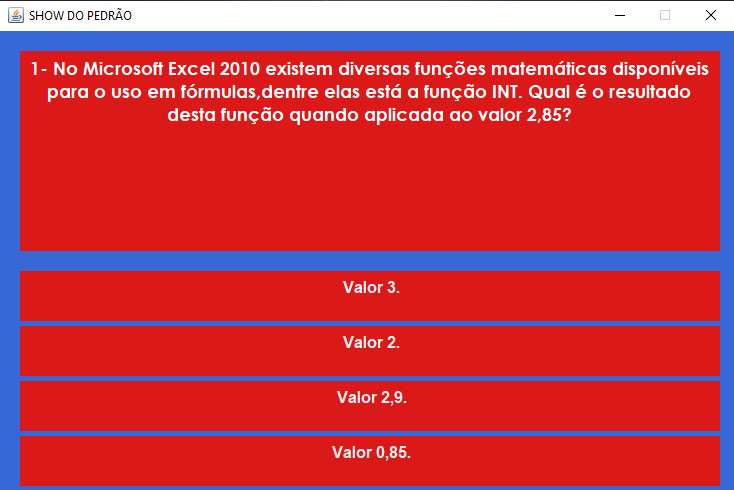 SHOW DO PEDRÃO
1- No Microsoft Excel 2010 existem diversas funções matemáticas disponíveis
para o uso em fórmulas,dentre elas está a função INT. Qual é o resultado
desta função quando aplicada ao valor 2,85?
Valor 3.
Valor 2.
Valor 2,9.
Valor 0,85.